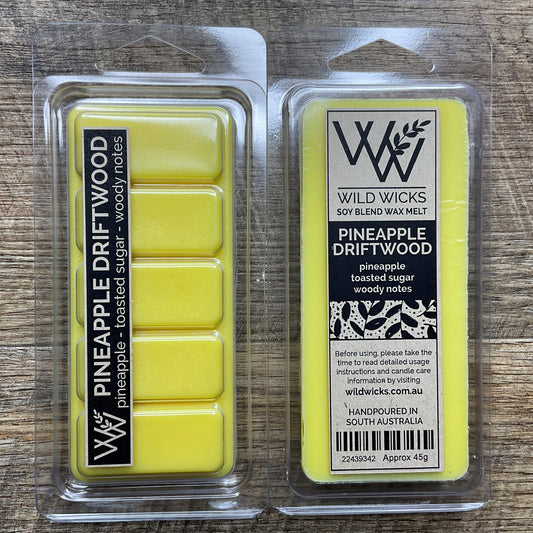 W PINEAPPLE DRIFTWOOD
pineapple - toasted sugar - woody notes
W
WILD WICKS
SOY BLEND WAX MELT
PINEAPPLE
DRIFTWOOD
pineapple
toasted sugar
woody notes
Before using, please take the
time to read detailed usage
instructions and candle care
information by visiting
wildwicks.com.au
HANDPOURED IN
SOUTH AUSTRALIA
22439342 Approx 45g